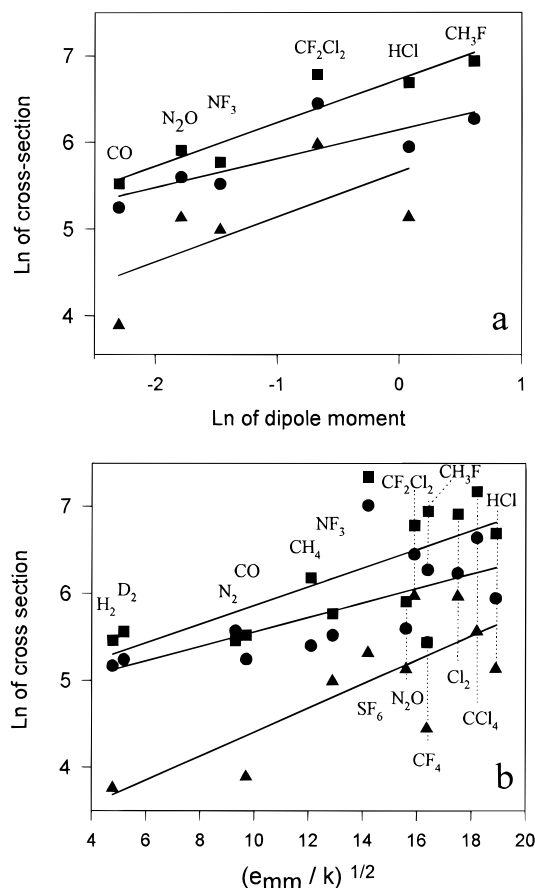 7
6
5
4
Ln of cross-section
CO
N₂O
NF₃
CF₂Cl₂
HCl
CH₃F
a
-2 -1 0 1
Ln of dipole moment
7
6
5
4
Ln of cross section
H₂
D₂
N₂
CO
CH₄
NF₃
SF₆
CF₂Cl₂
CH₃F
HCl
N₂O
CF₄
Cl₂
CCl₄
b
4 6 8 10 12 14 16 18 20
(e_mm / k) ^1/2